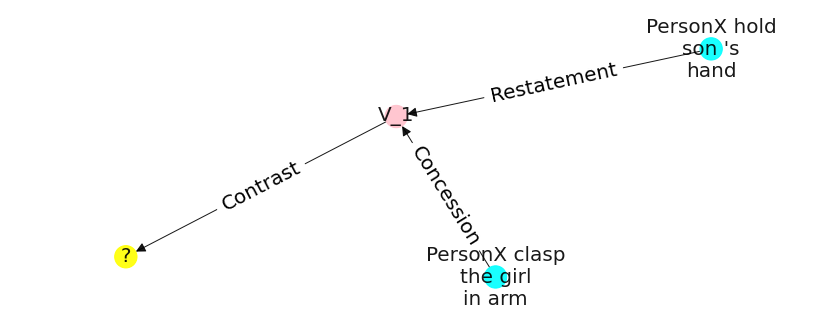 PersonX hold
son 's
hand
Restatement
V_1
Concession
Contrast
PersonX clasp
the girl
in arm
?